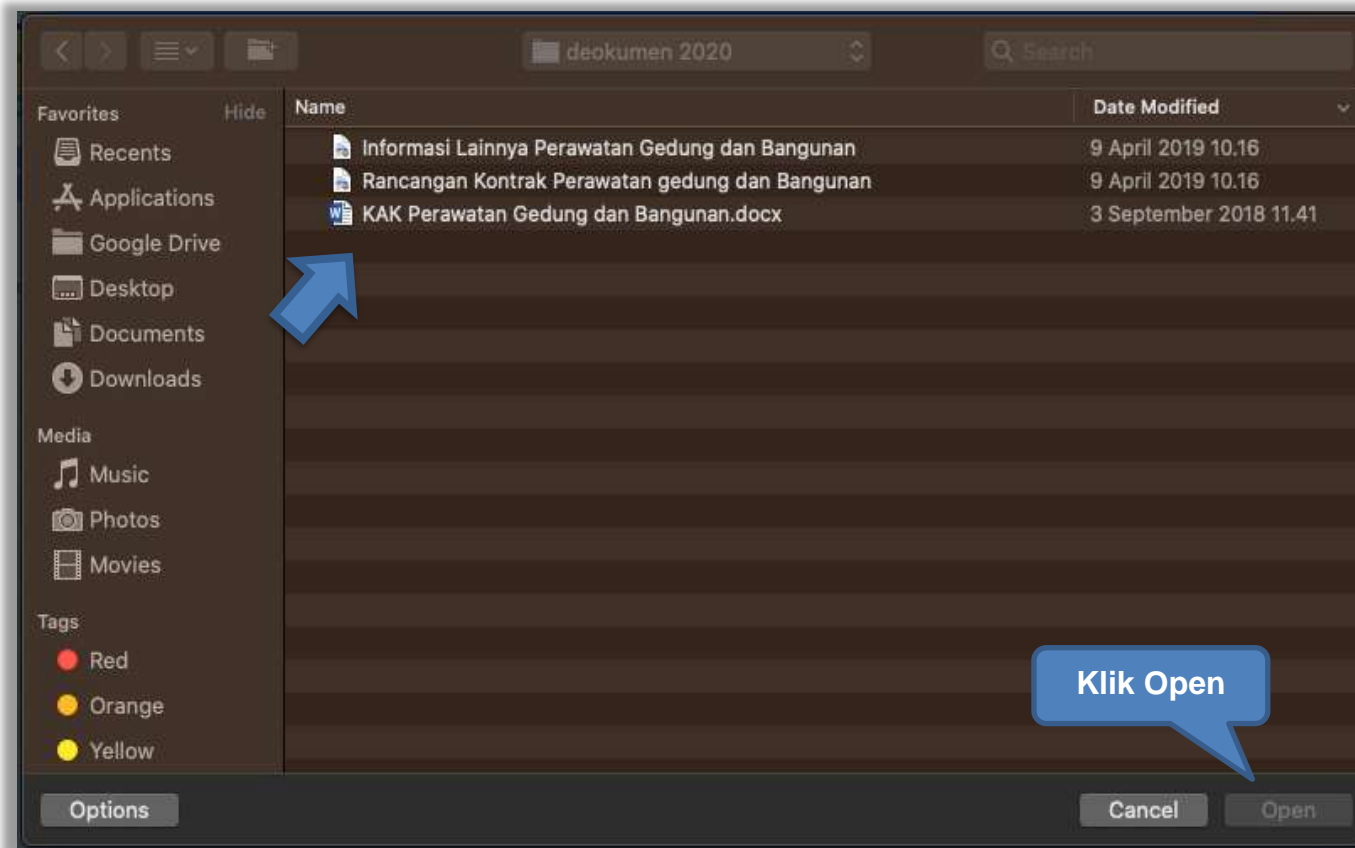 deokumen 2020
Search
Favorites Hide
Name Date Modified
Recents
Applications
Google Drive
Desktop
Documents
Downloads
Media
Music
Photos
Movies
Tags
Red
Orange
Yellow
Informasi Lainnya Perawatan Gedung dan Bangunan 9 April 2019 10.16
Rancangan Kontrak Perawatan gedung dan Bangunan 9 April 2019 10.16
KAK Perawatan Gedung dan Bangunan.docx 3 September 2018 11.41
Klik Open
Options Cancel Open